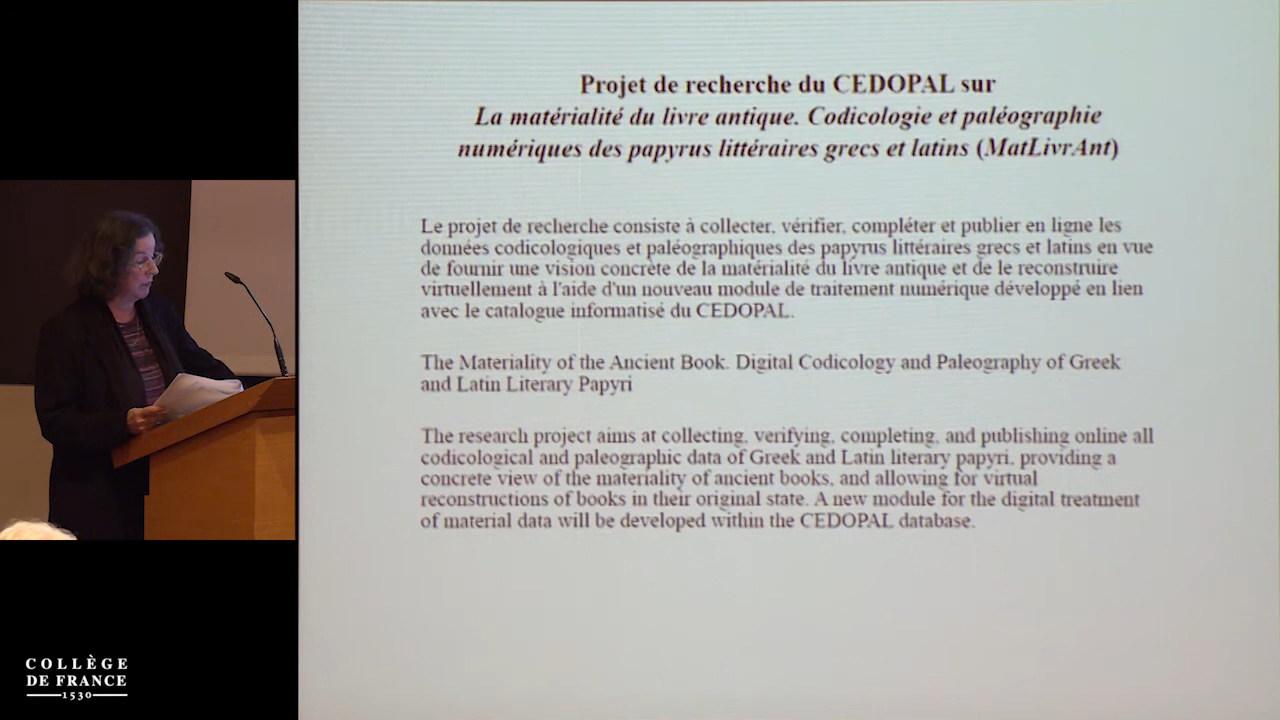 Projet de recherche du CEDOPAL sur
La matérialité du livre antique. Codicologie et paléographie
numériques des papyrus littéraires grecs et latins (MatLivrAnt)
Le projet de recherche consiste à collecter, vérifier, compléter et publier en ligne les
données codicologiques et paléographiques des papyrus littéraires grecs et latins en vue
de fournir une vision concrète de la matérialité du livre antique et de le reconstruire
virtuellement à l'aide d'un nouveau module de traitement numérique développé en lien
avec le catalogue informatisé du CEDOPAL.
The Materiality of the Ancient Book. Digital Codicology and Paleography of Greek
and Latin Literary Papyri
The research project aims at collecting, verifying, completing, and publishing online all
codicological and paleographic data of Greek and Latin literary papyri, providing a
concrete view of the materiality of ancient books, and allowing for virtual
reconstructions of books in their original state. A new module for the digital treatment
of material data will be developed within the CEDOPAL database.
COLLÈGE
DE FRANCE
1530